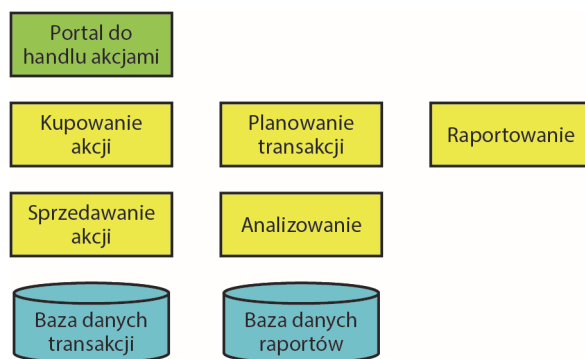 Portal do
handlu akcjami
Kupowanie
akcji
Planowanie
transakcji
Raportowanie
Sprzedawanie
akcji
Analizowanie
Baza danych
transakcji
Baza danych
raportów